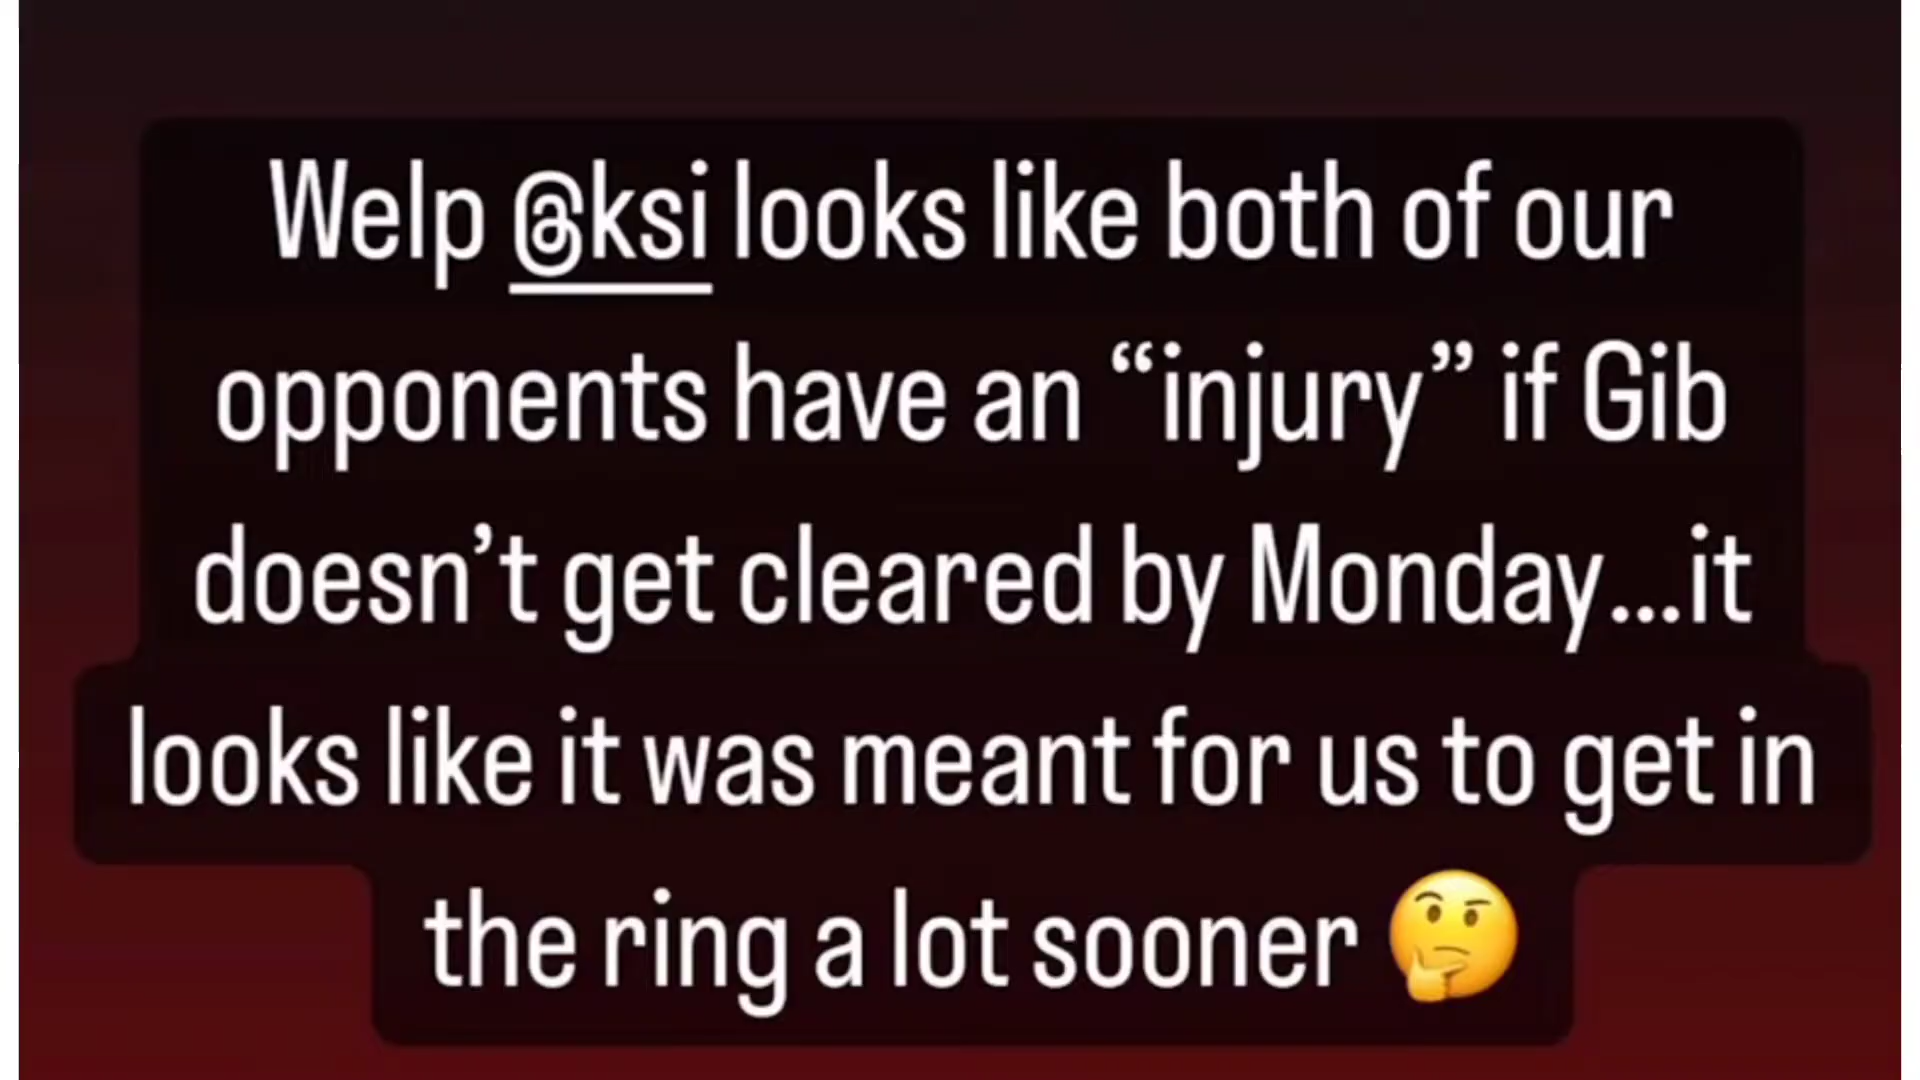 Welp @ksi looks like both of our
opponents have an “injury” if Gib
doesn’t get cleared by Monday...it
looks like it was meant for us to get in
the ring a lot sooner 🤔